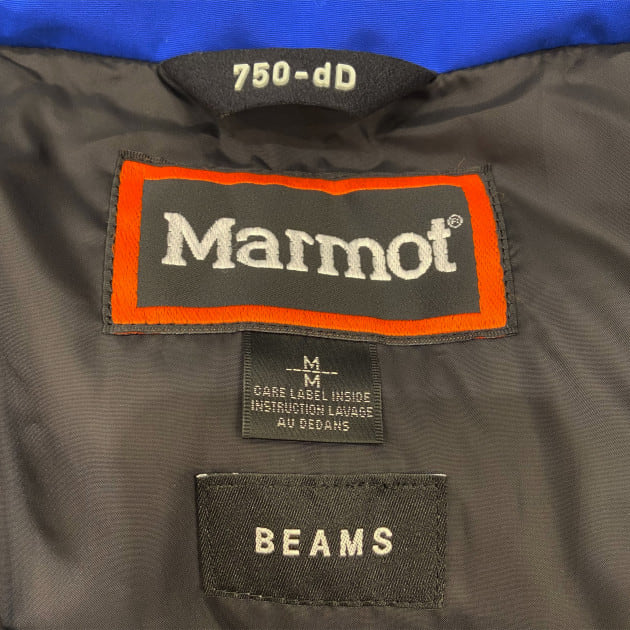 750-dD
Marmot®
M
M
CARE LABEL INSIDE
INSTRUCTION LAVAGE
AU DEDANS
BEAMS